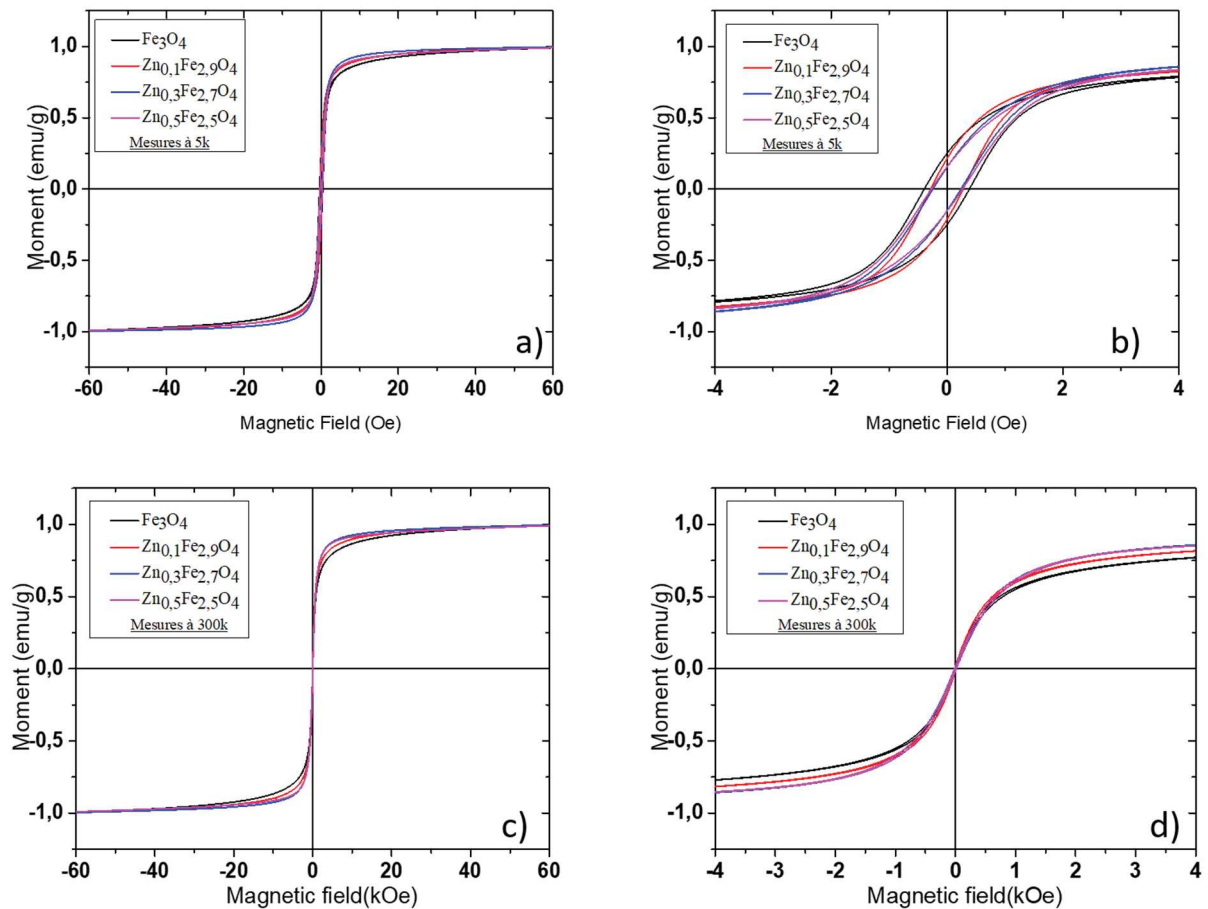 Fe3O4
Zn0,1Fe2,9O4
Zn0,3Fe2,7O4
Zn0,5Fe2,5O4
Mesures à 5k
Moment (emu/g)
1,0
0,5
0,0
-0,5
-1,0
-60 -40 -20 0 20 40 60
Magnetic Field (Oe)
a)
Fe3O4
Zn0,1Fe2,9O4
Zn0,3Fe2,7O4
Zn0,5Fe2,5O4
Mesures à 5k
Moment (emu/g)
1,0
0,5
0,0
-0,5
-1,0
-4 -2 0 2 4
Magnetic Field (Oe)
b)
Fe3O4
Zn0,1Fe2,9O4
Zn0,3Fe2,7O4
Zn0,5Fe2,5O4
Mesures à 300k
Moment (emu/g)
1,0
0,5
0,0
-0,5
-1,0
-60 -40 -20 0 20 40 60
Magnetic field(kOe)
c)
Fe3O4
Zn0,1Fe2,9O4
Zn0,3Fe2,7O4
Zn0,5Fe2,5O4
Mesures à 300k
Moment (emu/g)
1,0
0,5
0,0
-0,5
-1,0
-4 -3 -2 -1 0 1 2 3 4
Magnetic field(kOe)
d)